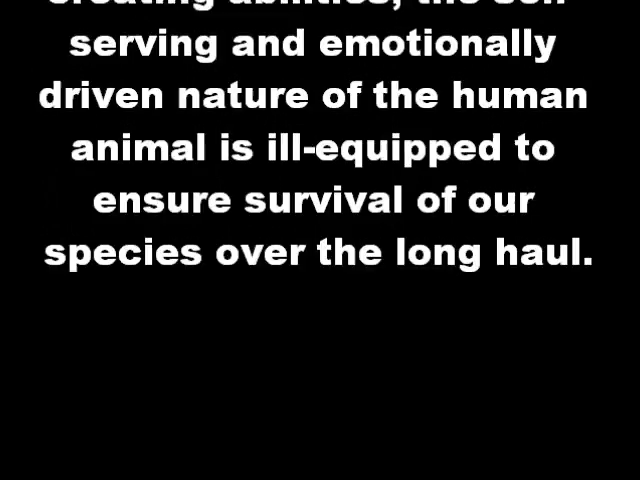 creating abilities, the self-
serving and emotionally
driven nature of the human
animal is ill-equipped to
ensure survival of our
species over the long haul.